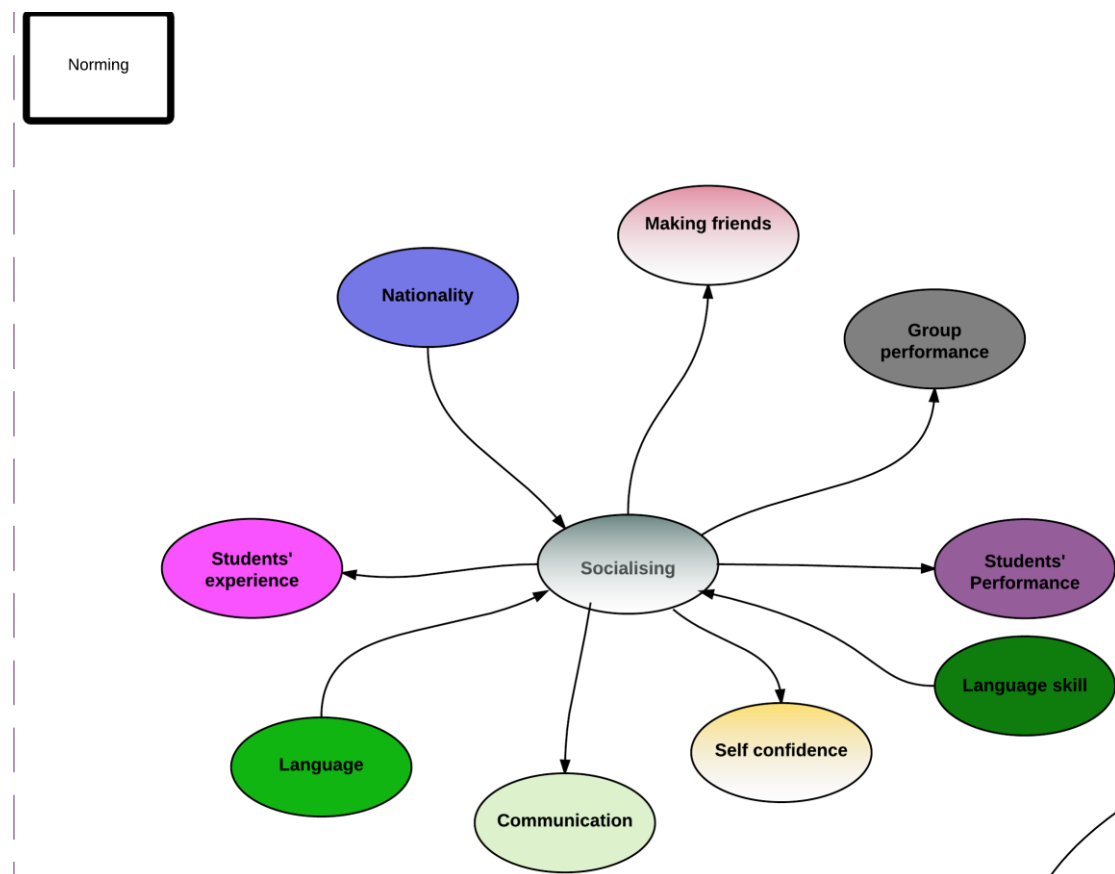 Norming
Making friends
Nationality
Group
performance
Students'
experience
Socialising
Students'
Performance
Language skill
Self confidence
Language
Communication